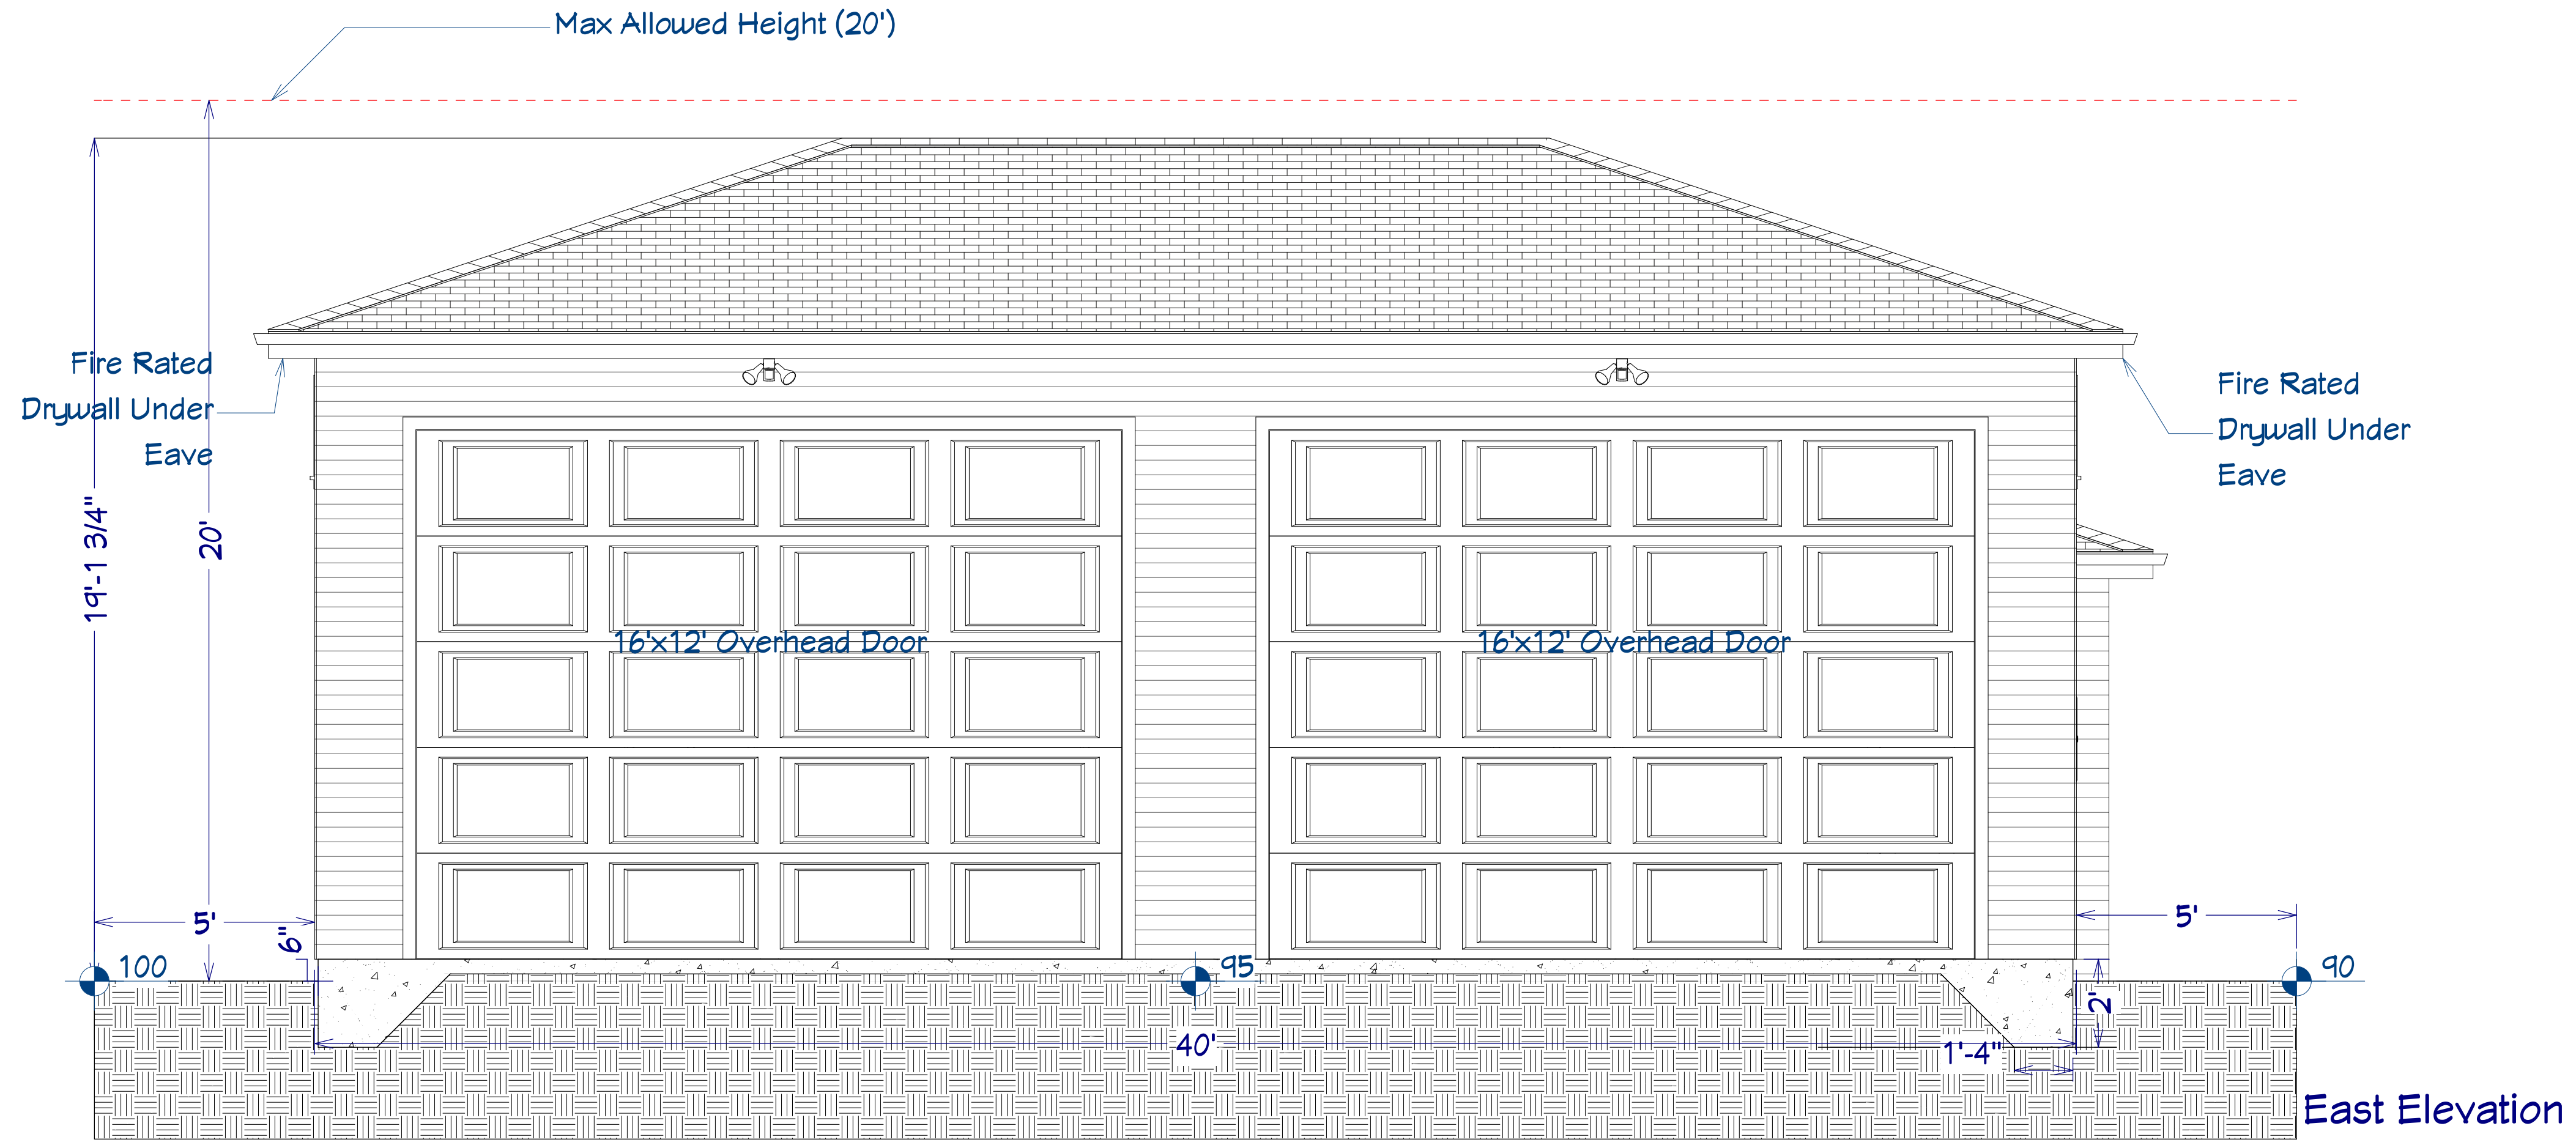 Max Allowed Height (20')
Fire Rated
Drywall Under
Eave
Fire Rated
Drywall Under
Eave
19'-1 3/4"
20'
16'x12' Overhead Door
16'x12' Overhead Door
5'
6"
5'
100
95
90
2'
40'
1'-4"
East Elevation